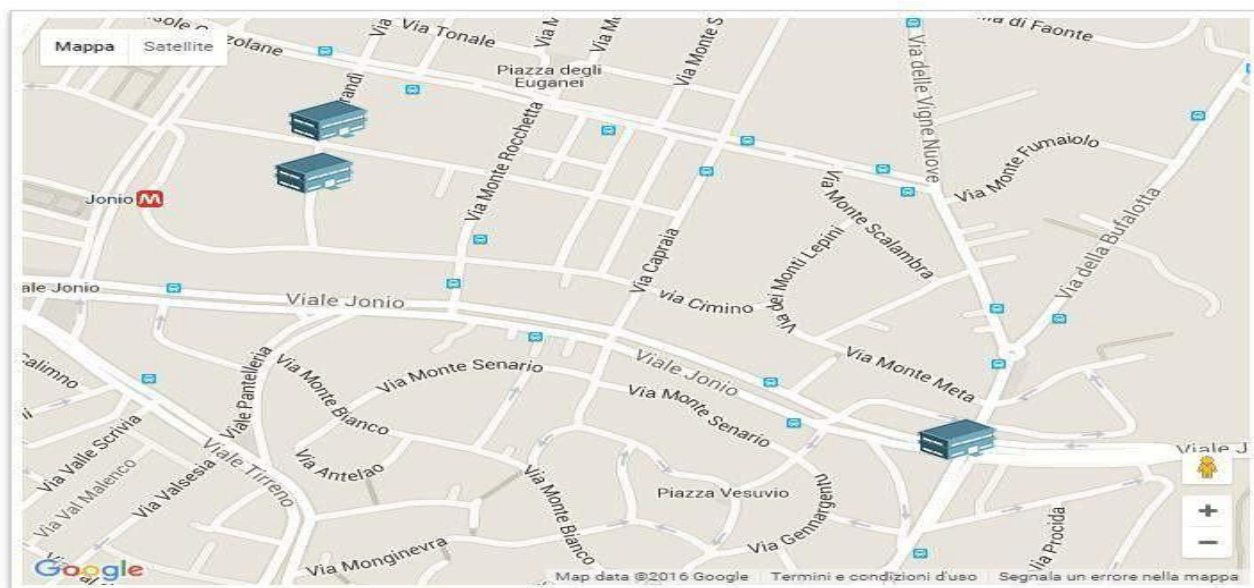 Mappa
Satellite
Via Tonale
Piazza degli
Euganei
Via Monte S
di Faonte
Via delle Vigne Nuove
Via Monte Rocchetta
Via Monte Fumaiolo
Jonio M
Via Monte Scalambra
Via dei Monti Lepini
Via della Bufalotta
Via Capraia
via Cimino
ale Jonio
Viale Jonio
Viale Jonio
Via Monte Meta
Via Monte Senario
Via Monte Senario
Viale Pantelleria
Via Monte Bianco
Calimno
Via Valle Scrivia
Via Antelao
Viale Tirreno
Via Val Malenco
Via Valsesia
Piazza Vesuvio
Via Gennargentu
Via Monte Bianco
Via Monginevra
Via Procida
Viale J
Google
Map data ©2016 Google
Termini e condizioni d'uso
Segnala un errore nella mappa